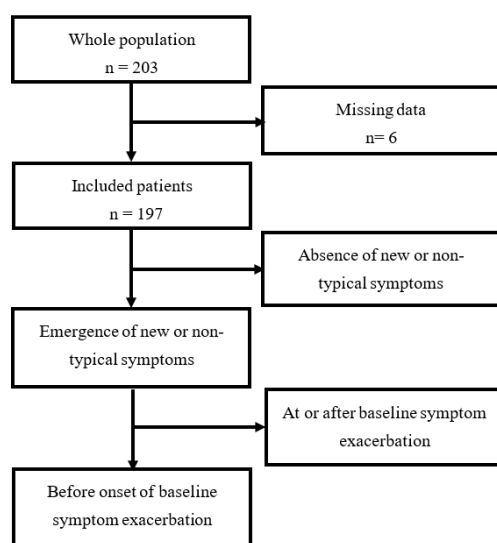 Whole population
n = 203
Missing data
n= 6
Included patients
n = 197
Absence of new or non-
typical symptoms
Emergence of new or non-
typical symptoms
At or after baseline symptom
exacerbation
Before onset of baseline
symptom exacerbation